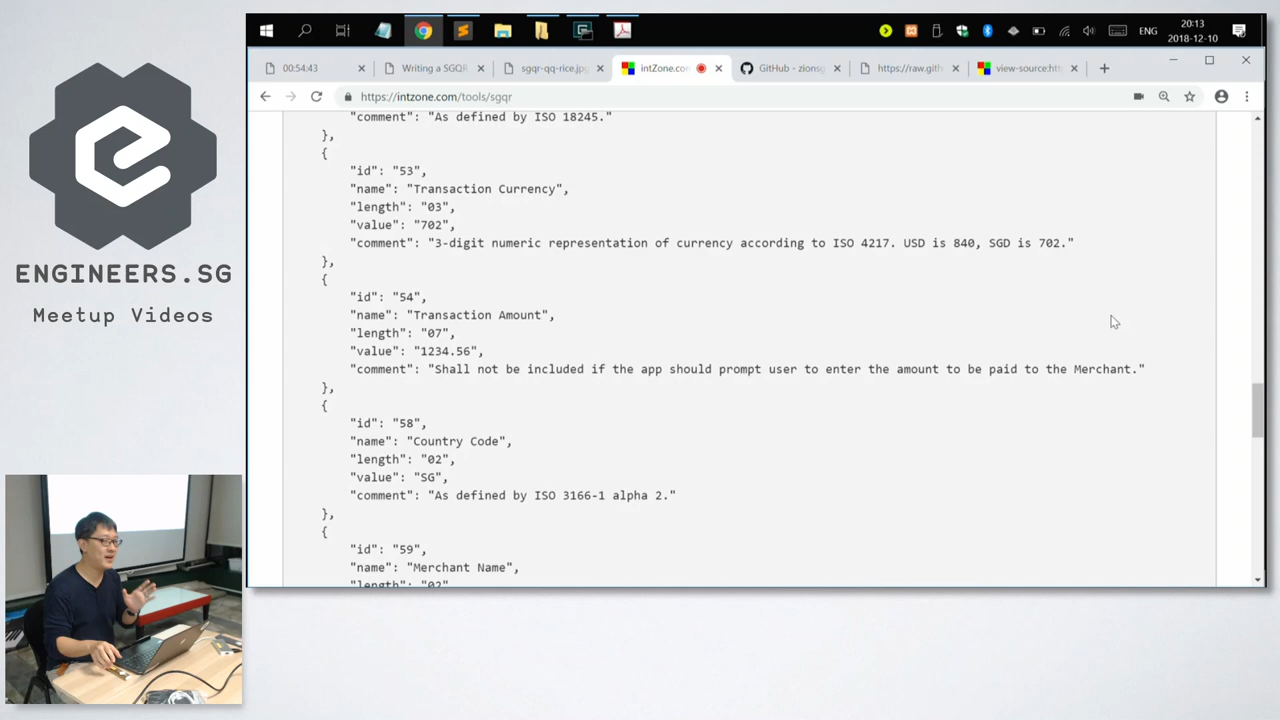 20:13
ENG
2018-12-10
00:54:43
Writing a SGQR
sgqr-qq-rice.jpg
intZone.co
GitHub - zions
https://raw.gith
view-source:htt
https://intzone.com/tools/sgqr
ENGINEERS.SG
Meetup Videos
"comment": "As defined by ISO 18245."
},
{
"id": "53",
"name": "Transaction Currency",
"length": "03",
"value": "702",
"comment": "3-digit numeric representation of currency according to ISO 4217. USD is 840, SGD is 702."
},
{
"id": "54",
"name": "Transaction Amount",
"length": "07",
"value": "1234.56",
"comment": "Shall not be included if the app should prompt user to enter the amount to be paid to the Merchant."
},
{
"id": "58",
"name": "Country Code",
"length": "02",
"value": "SG",
"comment": "As defined by ISO 3166-1 alpha 2."
},
{
"id": "59",
"name": "Merchant Name",
"length": "02"